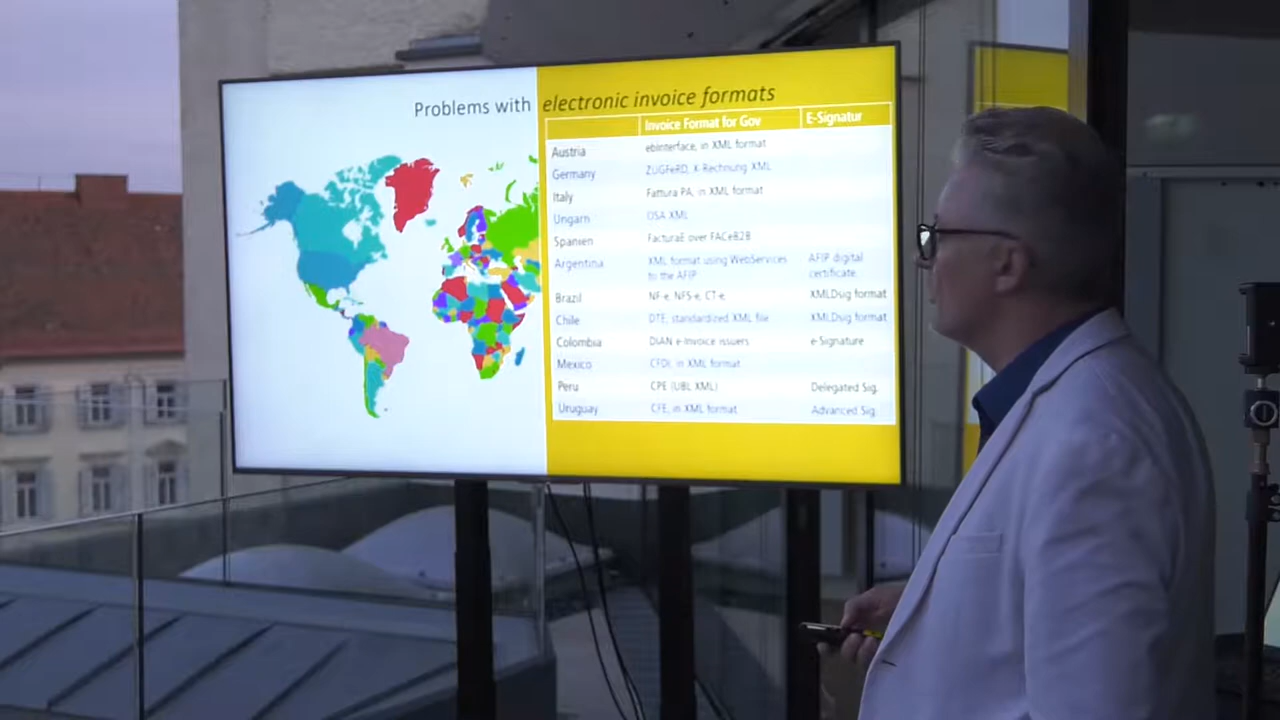 Problems with electronic invoice formats
Invoice Format for Gov E-Signatur
Austria ebinterface, in XML format
Germany ZUGFeRD, X-Rechnung XML
Italy Fattura PA, in XML format
Ungarn OSA XML
Spanien FacturaE over FACeB2B
Argentina XML format using WebServices to the AFIP AFIP digital certificate
Brazil NF-e, NFS-e, CT-e XMLDsig format
Chile DTE, standardized XML file XMLDsig format
Colombia DIAN e-Invoice issuers e-Signature
Mexico CFDI, in XML format
Peru CPE (UBL XML) Delegated Sig.
Uruguay CFE, in XML format Advanced Sig.